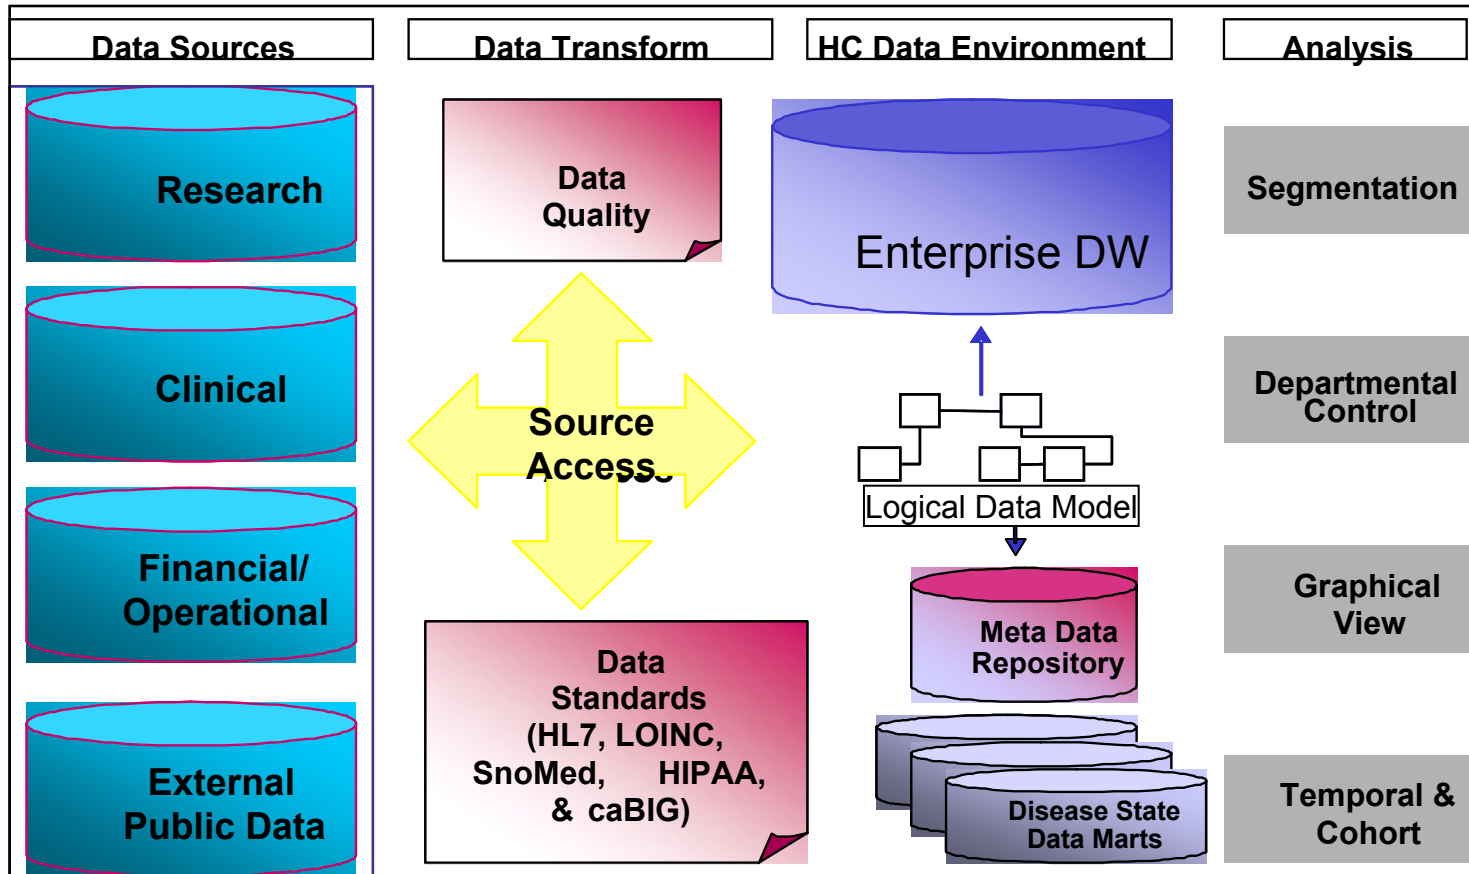 Data Sources
Data Transform
HC Data Environment
Analysis
Research
Clinical
Financial/
Operational
External
Public Data
Data
Quality
Source
Access
Data
Standards
(HL7, LOINC,
SnoMed, HIPAA,
& caBIG)
Enterprise DW
Logical Data Model
Meta Data
Repository
Disease State
Data Marts
Segmentation
Departmental
Control
Graphical
View
Temporal &
Cohort